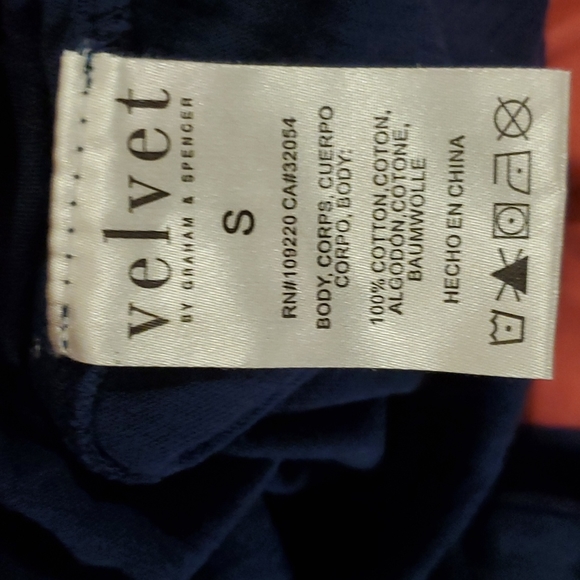 velvet
BY GRAHAM & SPENCER
S
RN#109220 CA#32054
BODY, CORPS, CUERPO
CORPO, BODY:
100% COTTON,COTON,
ALGODÓN,COTONE,
BAUMWOLLE
HECHO EN CHINA